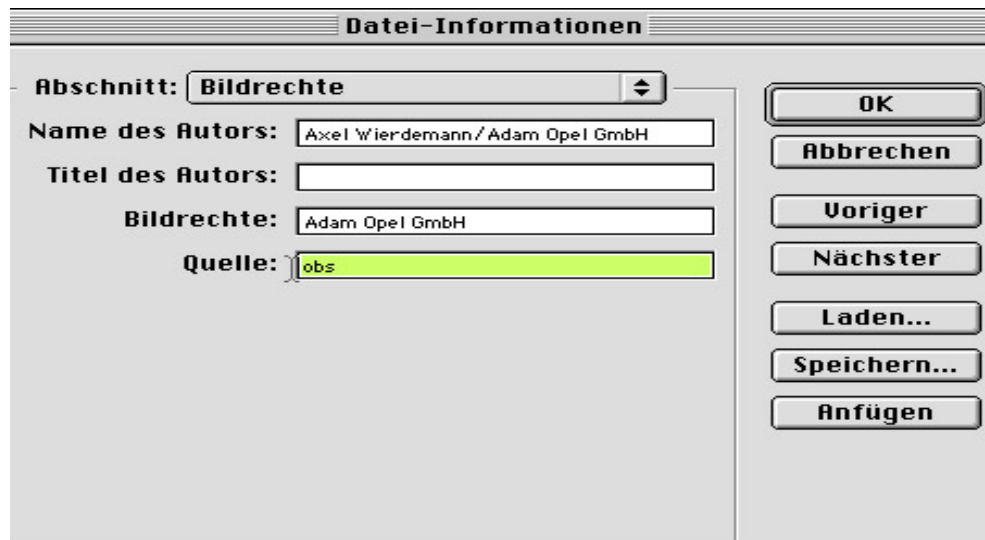 Datei-Informationen
Abschnitt: Bildrechte
Name des Autors: Axel Wierdemann/Adam Opel GmbH
Titel des Autors:
Bildrechte: Adam Opel GmbH
Quelle: obs
OK
Abbrechen
Voriger
Nächster
Laden...
Speichern...
Anfügen